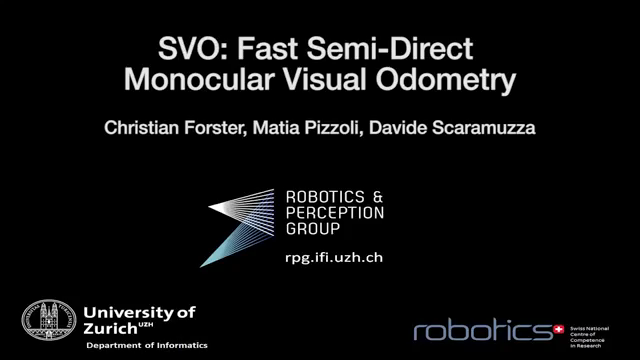 SVO: Fast Semi-Direct
Monocular Visual Odometry
Christian Forster, Matia Pizzoli, Davide Scaramuzza
ROBOTICS &
PERCEPTION
GROUP
rpg.ifi.uzh.ch
University of
Zurich UZH
Department of Informatics
robotics+
Swiss National
Centre of
Competence
in Research